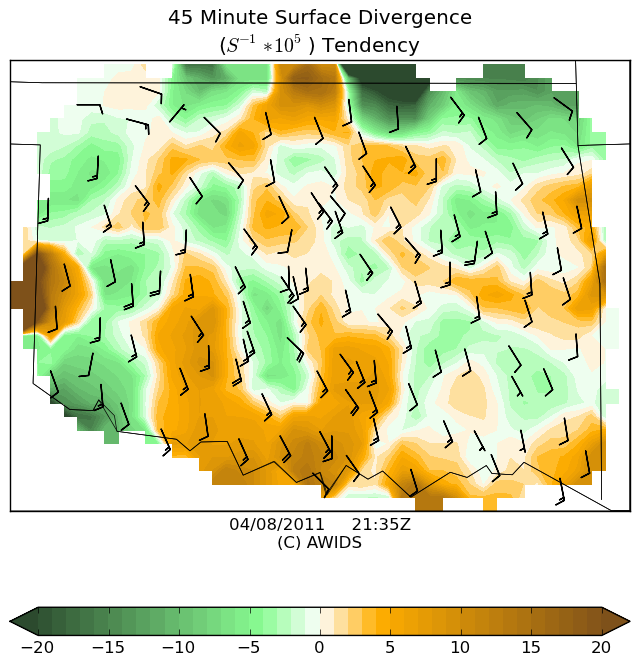 45 Minute Surface Divergence
($S^{-1} * 10^5$ ) Tendency
04/08/2011 21:35Z
(C) AWIDS
−20 −15 −10 −5 0 5 10 15 20